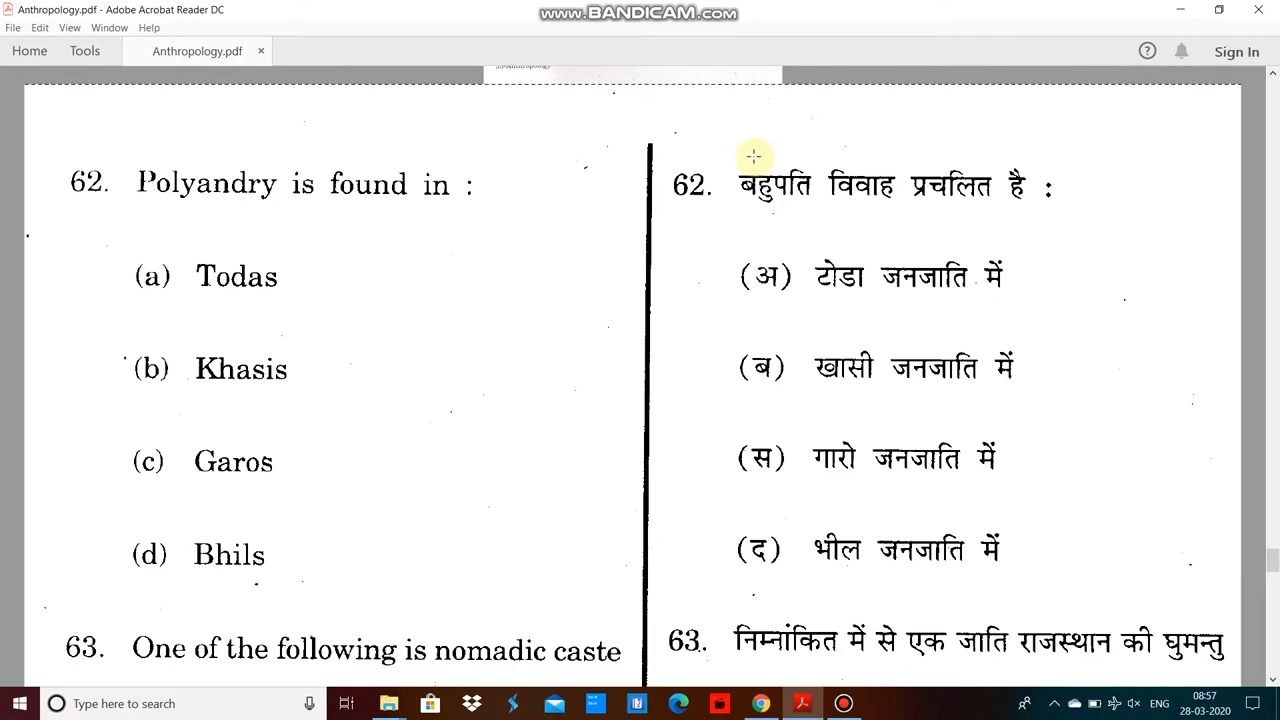 Anthropology.pdf - Adobe Acrobat Reader DC
www.BANDICAM.com
File Edit View Window Help
Home Tools Anthropology.pdf × Sign In
62. Polyandry is found in :
(a) Todas
(b) Khasis
(c) Garos
(d) Bhils
63. One of the following is nomadic caste
62. बहुपति विवाह प्रचलित है :
(अ) टोडा जनजाति में
(ब) खासी जनजाति में
(स) गारो जनजाति में
(द) भील जनजाति में
63. निम्नांकित में से एक जाति राजस्थान की घुमन्तु
Type here to search
ENG
08:57
28-03-2020